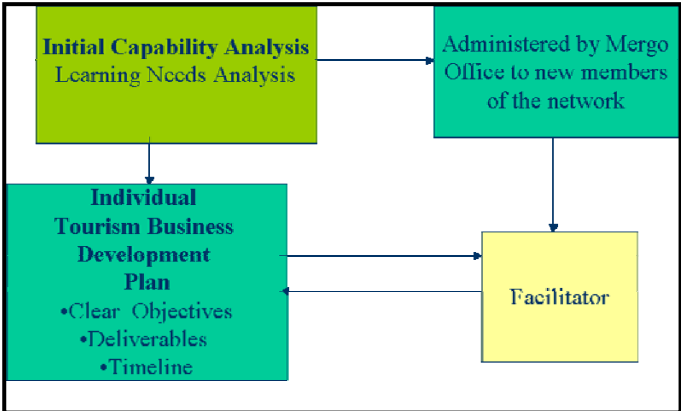 Initial Capability Analysis
Learning Needs Analysis
Administered by Mergo
Office to new members
of the network
Individual
Tourism Business
Development
Plan
•Clear Objectives
•Deliverables
•Timeline
Facilitator